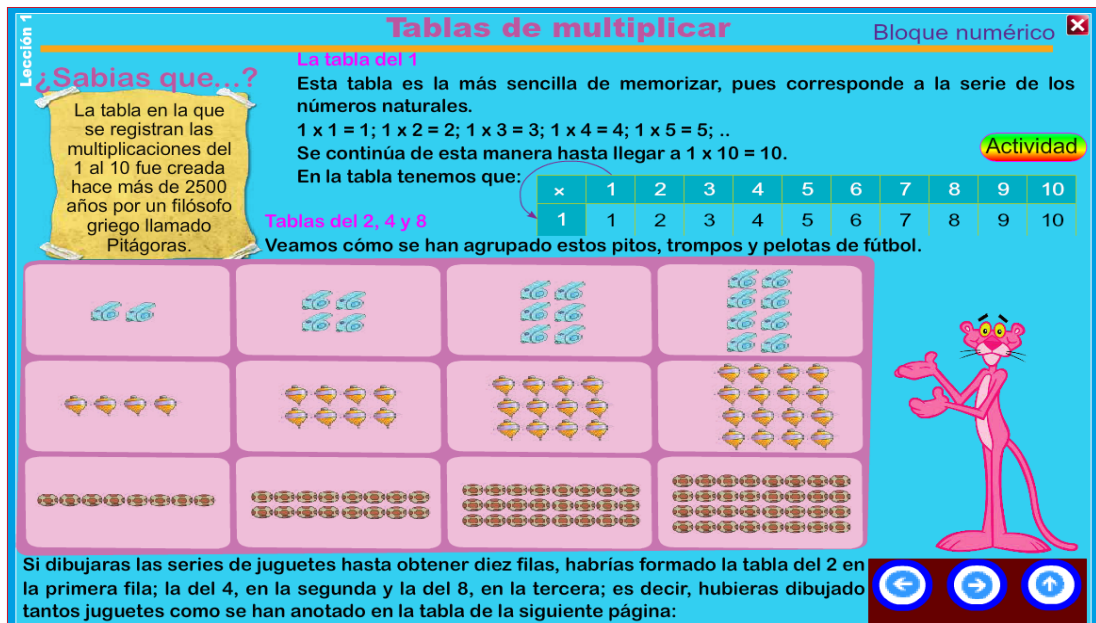 Lección 1
Tablas de multiplicar
Bloque numérico
¿Sabias que...?
La tabla en la que
se registran las
multiplicaciones del
1 al 10 fue creada
hace más de 2500
años por un filósofo
griego llamado
Pitágoras.
La tabla del 1
Esta tabla es la más sencilla de memorizar, pues corresponde a la serie de los
números naturales.
1 x 1 = 1; 1 x 2 = 2; 1 x 3 = 3; 1 x 4 = 4; 1 x 5 = 5; ..
Se continúa de esta manera hasta llegar a 1 x 10 = 10.
En la tabla tenemos que:
Actividad
x 1 2 3 4 5 6 7 8 9 10
1 1 2 3 4 5 6 7 8 9 10
Tablas del 2, 4 y 8
Veamos cómo se han agrupado estos pitos, trompos y pelotas de fútbol.
Si dibujaras las series de juguetes hasta obtener diez filas, habrías formado la tabla del 2 en
la primera fila; la del 4, en la segunda y la del 8, en la tercera; es decir, hubieras dibujado
tantos juguetes como se han anotado en la tabla de la siguiente página: